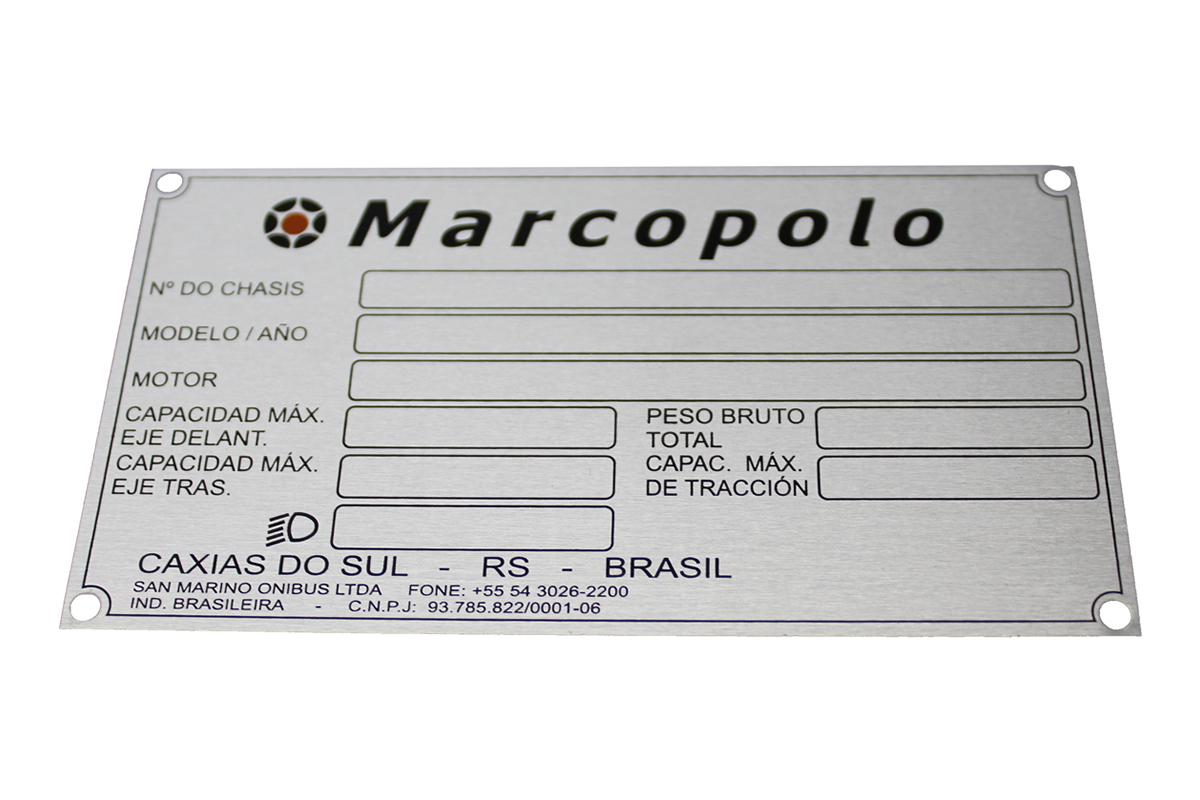 Marcopolo
Nº DO CHASIS
MODELO / AÑO
MOTOR
CAPACIDAD MÁX.
EJE DELANT.
PESO BRUTO
TOTAL
CAPACIDAD MÁX.
EJE TRAS.
CAPAC. MÁX.
DE TRACCIÓN
CAXIAS DO SUL - RS - BRASIL
SAN MARINO ONIBUS LTDA FONE: +55 54 3026-2200
IND. BRASILEIRA - C.N.P.J: 93.785.822/0001-06